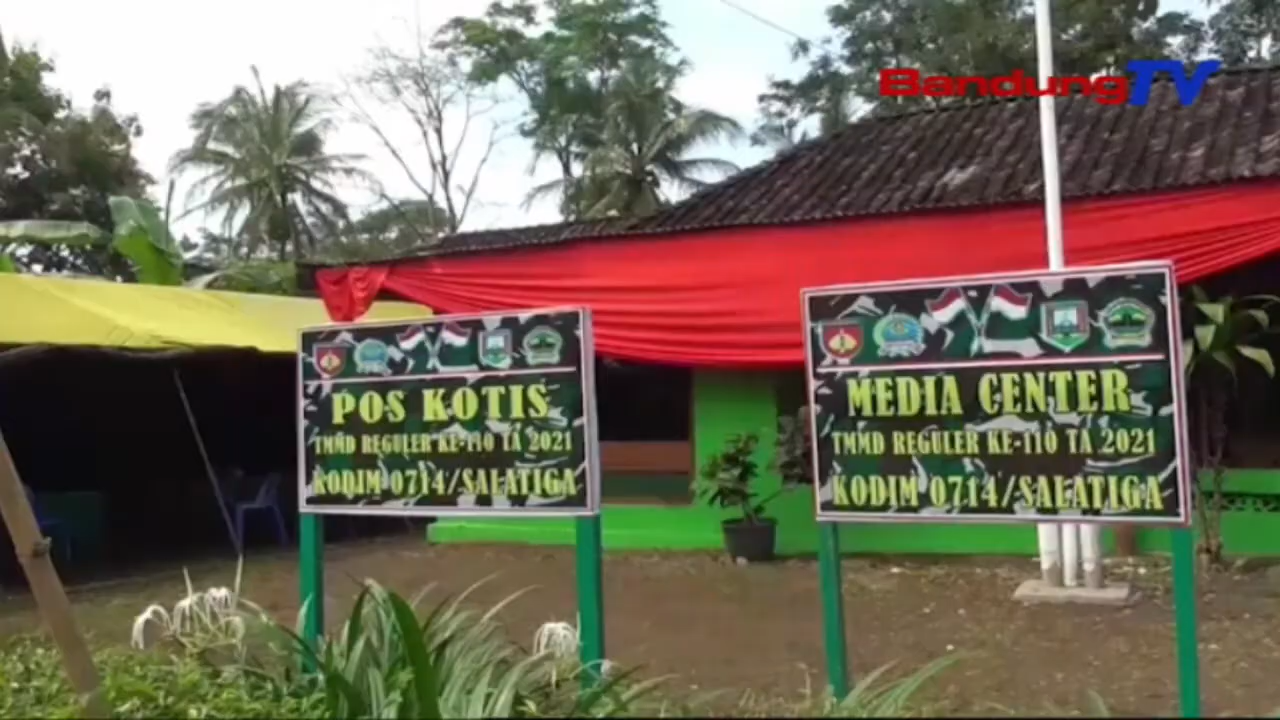 BandungTV
POS KOTIS
TMMD REGULER KE-110 TA 2021
KODIM 0714/SALATIGA
MEDIA CENTER
TMMD REGULER KE-110 TA 2021
KODIM 0714/SALATIGA